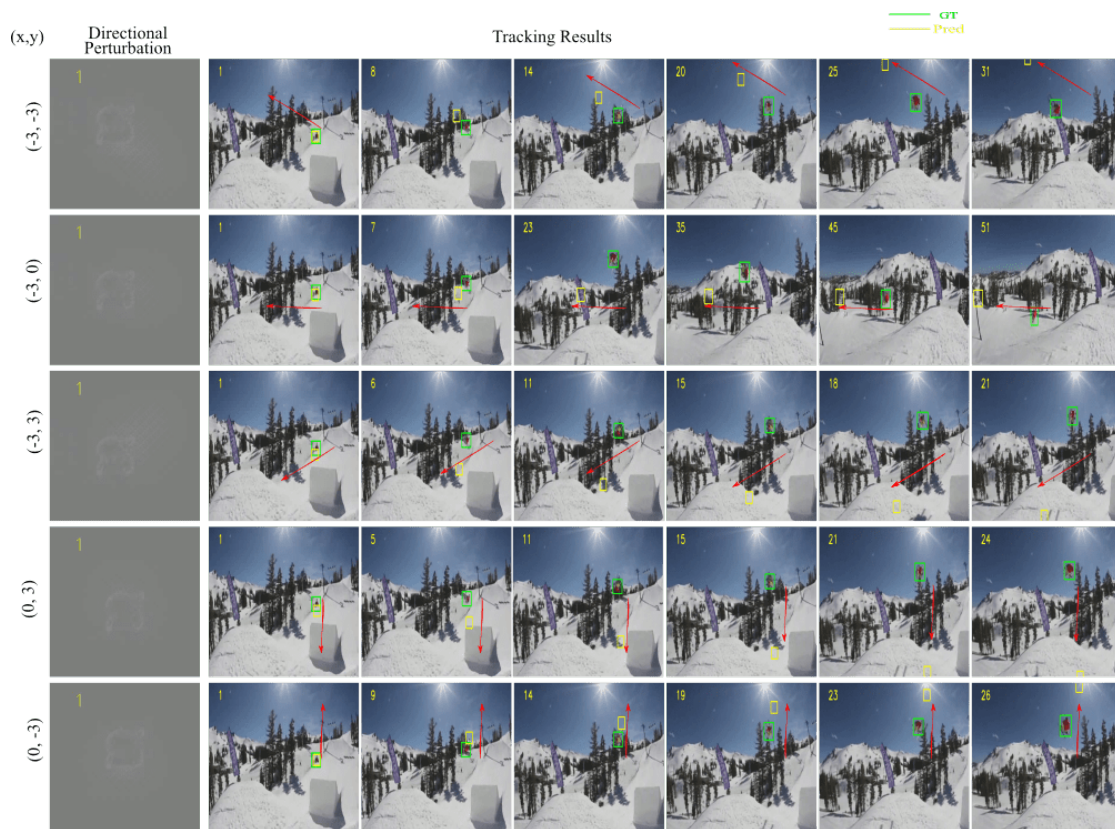 GT
Pred
(x,y) Directional Perturbation Tracking Results
(-3, -3) 1 1 8 14 20 25 31
(-3, 0) 1 1 7 23 35 45 51
(-3, 3) 1 1 6 11 15 18 21
(0, 3) 1 1 5 11 15 21 24
(0, -3) 1 1 9 14 19 23 26